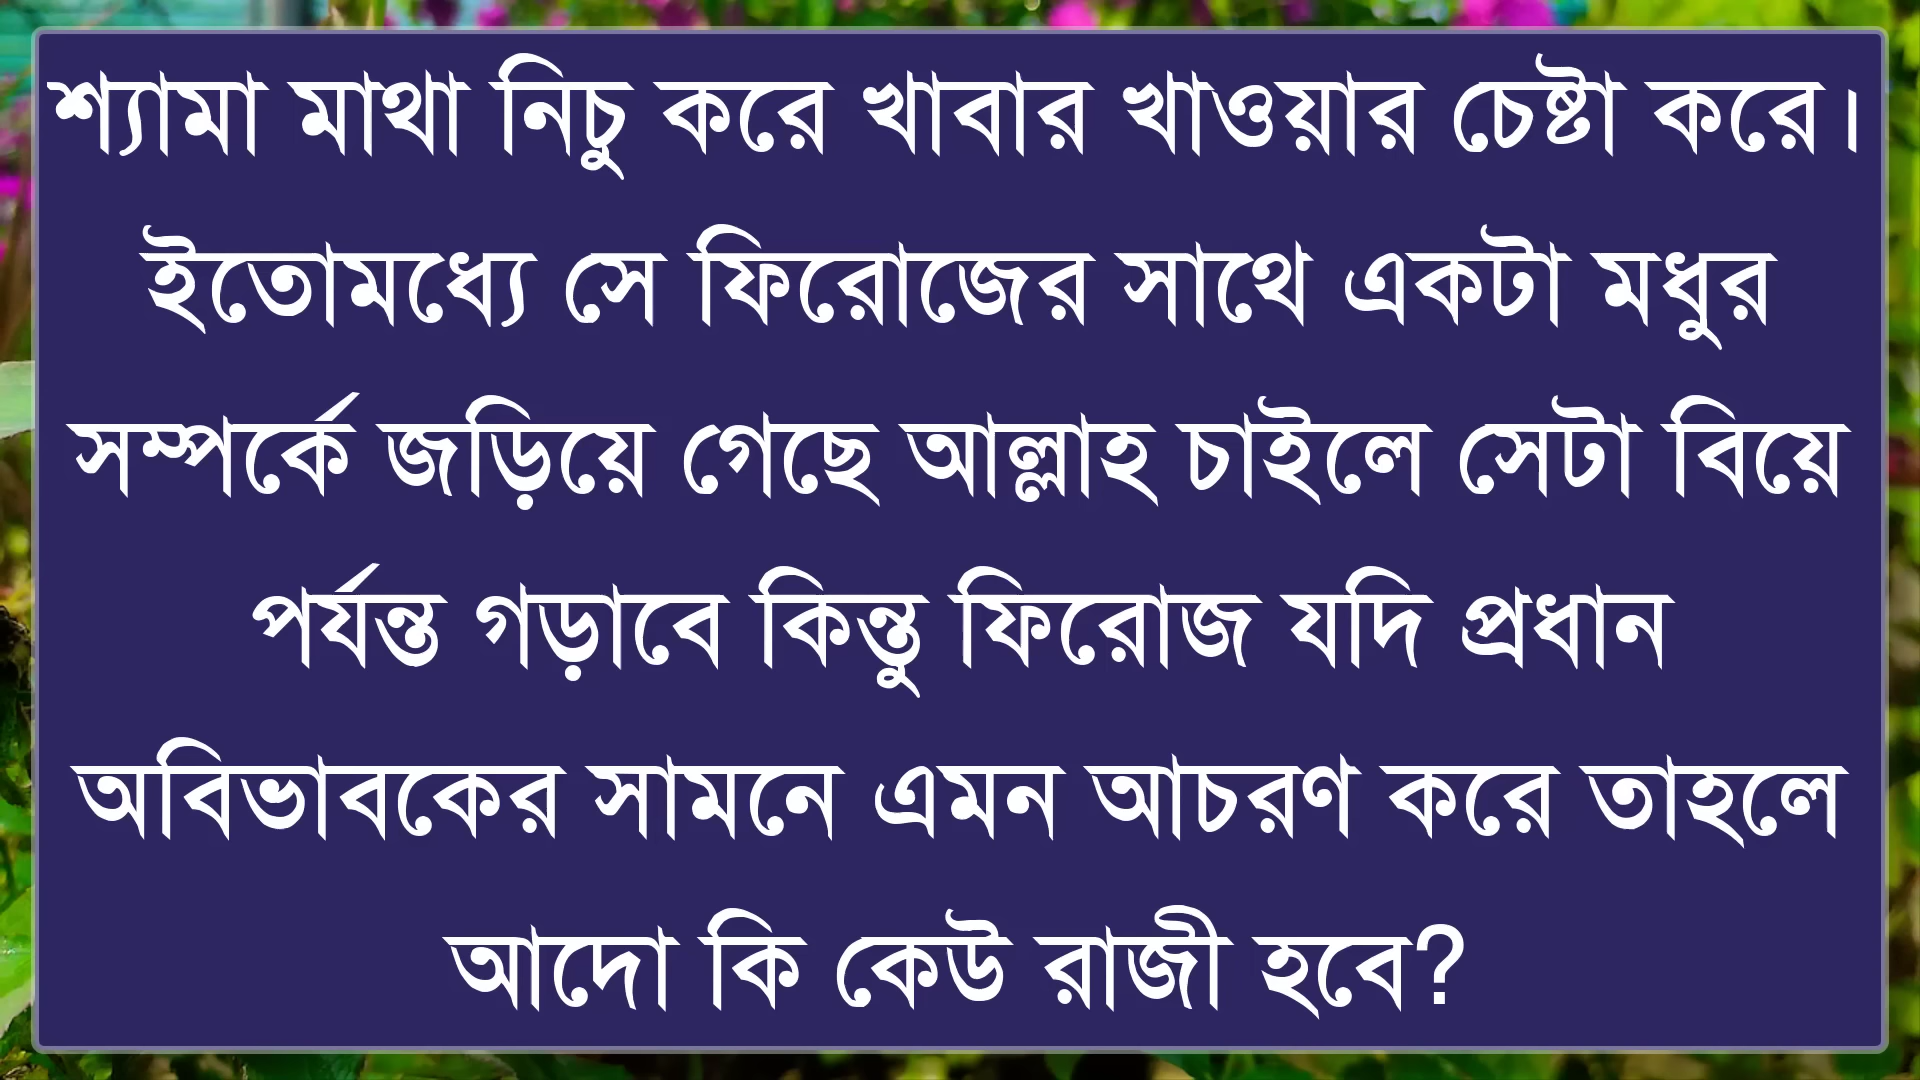 শ্যামা মাথা নিচু করে খাবার খাওয়ার চেষ্টা করে।
ইতোমধ্যে সে ফিরোজের সাথে একটা মধুর
সম্পর্কে জড়িয়ে গেছে আল্লাহ চাইলে সেটা বিয়ে
পর্যন্ত গড়াবে কিন্তু ফিরোজ যদি প্রধান
অবিভাবকের সামনে এমন আচরণ করে তাহলে
আদো কি কেউ রাজী হবে?